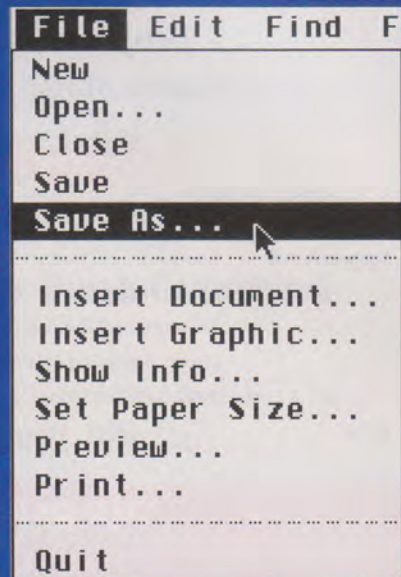 File Edit Find F
New
Open...
Close
Save
Save As...
Insert Document...
Insert Graphic...
Show Info...
Set Paper Size...
Preview...
Print...
Quit